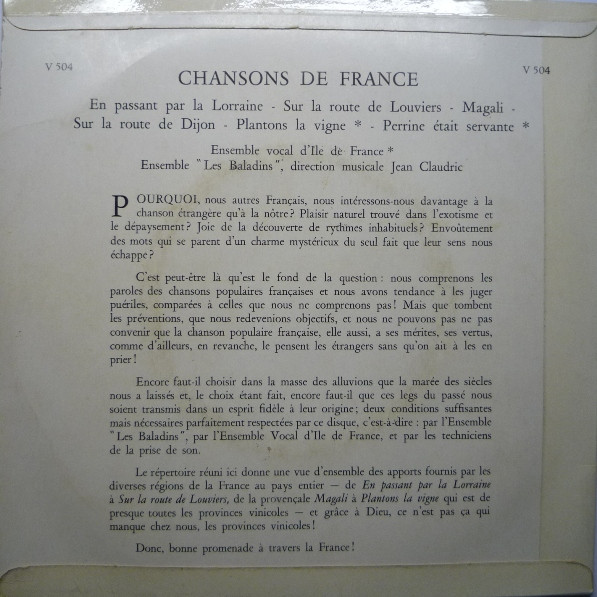 V 504
V 504
CHANSONS DE FRANCE
En passant par la Lorraine - Sur la route de Louviers - Magali -
Sur la route de Dijon - Plantons la vigne * - Perrine était servante *
Ensemble vocal d'Ile de France *
Ensemble "Les Baladins", direction musicale Jean Claudric
POURQUOI, nous autres Français, nous intéressons-nous davantage à la
chanson étrangère qu'à la nôtre? Plaisir naturel trouvé dans l'exotisme et
le dépaysement? Joie de la découverte de rythmes inhabituels? Envoûtement
des mots qui se parent d'un charme mystérieux du seul fait que leur sens nous
échappe?
C'est peut-être là qu'est le fond de la question : nous comprenons les
paroles des chansons populaires françaises et nous avons tendance à les juger
puériles, comparées à celles que nous ne comprenons pas! Mais que tombent
les préventions, que nous redevenions objectifs, et nous ne pouvons pas ne pas
convenir que la chanson populaire française, elle aussi, a ses mérites, ses vertus,
comme d'ailleurs, en revanche, le pensent les étrangers sans qu'on ait à les en
prier!
Encore faut-il choisir dans la masse des alluvions que la marée des siècles
nous a laissés et, le choix étant fait, encore faut-il que ces legs du passé nous
soient transmis dans un esprit fidèle à leur origine; deux conditions suffisantes
mais nécessaires parfaitement respectées par ce disque, c'est-à-dire : par l'Ensemble
"Les Baladins", par l'Ensemble Vocal d'Ile de France, et par les techniciens
de la prise de son.
Le répertoire réuni ici donne une vue d'ensemble des apports fournis par les
diverses régions de la France au pays entier — de En passant par la Lorraine
à Sur la route de Louviers, de la provençale Magali à Plantons la vigne qui est de
presque toutes les provinces vinicoles — et grâce à Dieu, ce n'est pas ça qui
manque chez nous, les provinces vinicoles!
Donc, bonne promenade à travers la France!